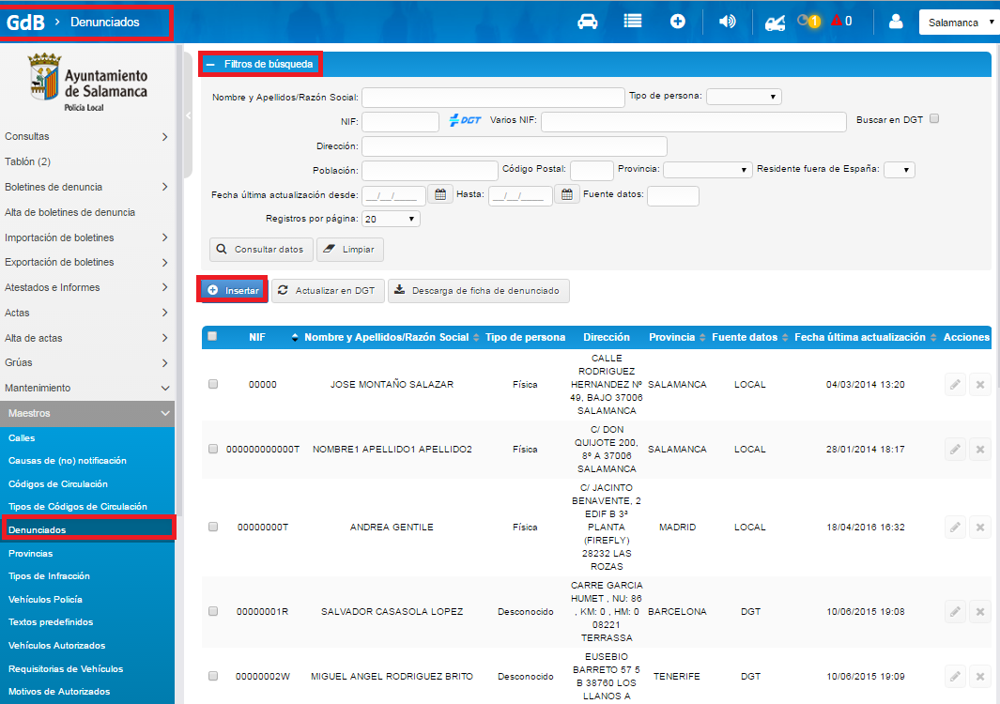 GdB > Denunciados
1
0
Salamanca
Ayuntamiento
de Salamanca
Policía Local
Consultas
Tablón (2)
Boletines de denuncia
Alta de boletines de denuncia
Importación de boletines
Exportación de boletines
Atestados e Informes
Actas
Alta de actas
Grúas
Mantenimiento
Maestros
Calles
Causas de (no) notificación
Códigos de Circulación
Tipos de Códigos de Circulación
Denunciados
Provincias
Tipos de Infracción
Vehículos Policía
Textos predefinidos
Vehículos Autorizados
Requisitorias de Vehículos
Motivos de Autorizados
Filtros de búsqueda
Nombre y Apellidos/Razón Social: Tipo de persona:
NIF: DGT Varios NIF: Buscar en DGT
Dirección:
Población: Código Postal: Provincia: Residente fuera de España:
Fecha última actualización desde: __/__/____ Hasta: __/__/____ Fuente datos:
Registros por página: 20
Consultar datos Limpiar
Insertar Actualizar en DGT Descarga de ficha de denunciado
NIF Nombre y Apellidos/Razón Social Tipo de persona Dirección Provincia Fuente datos Fecha última actualización Acciones
CALLE
RODRIGUEZ
00000 JOSE MONTAÑO SALAZAR Física HERNANDEZ Nº SALAMANCA LOCAL 04/03/2014 13:20
49, BAJO 37006
SALAMANCA
C/ DON
QUIJOTE 200,
000000000000T NOMBRE1 APELLIDO1 APELLIDO2 Física 8º A 37006 SALAMANCA LOCAL 28/01/2014 18:17
SALAMANCA
C/ JACINTO
BENAVENTE, 2
EDIF B 3ª
00000000T ANDREA GENTILE Física PLANTA MADRID LOCAL 18/04/2016 16:32
(FIREFLY)
28232 LAS
ROZAS
CARRE GARCIA
HUMET , NU: 86
00000001R SALVADOR CASASOLA LOPEZ Desconocido , KM: 0 , HM: 0 BARCELONA DGT 10/06/2015 19:08
08221
TERRASSA
EUSEBIO
BARRETO 57 5
00000002W MIGUEL ANGEL RODRIGUEZ BRITO Desconocido B 38760 LOS TENERIFE DGT 10/06/2015 19:09
LLANOS A